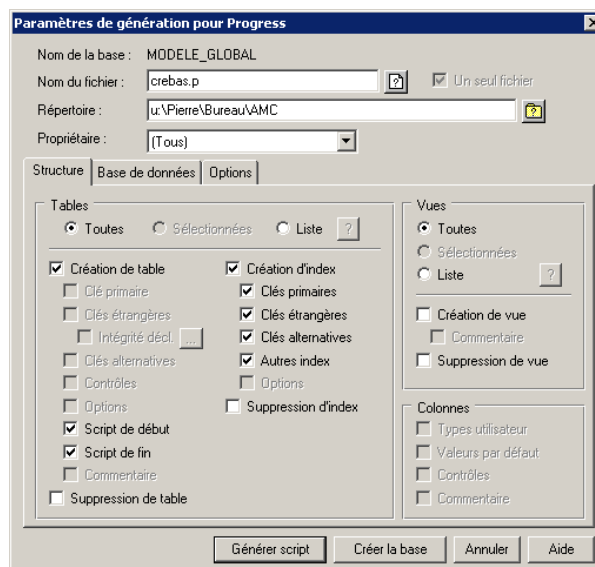 Paramètres de génération pour Progress
Nom de la base : MODELE_GLOBAL
Nom du fichier : crebas.p ? Un seul fichier
Répertoire : u:\Pierre\Bureau\AMC ?
Propriétaire : (Tous)
Structure Base de données Options
Tables
Toutes Sélectionnées Liste ?
Création de table
Clé primaire
Clés étrangères
Intégrité décl. ...
Clés alternatives
Contrôles
Options
Script de début
Script de fin
Commentaire
Suppression de table
Création d'index
Clés primaires
Clés étrangères
Clés alternatives
Autres index
Options
Suppression d'index
Vues
Toutes
Sélectionnées
Liste ?
Création de vue
Commentaire
Suppression de vue
Colonnes
Types utilisateur
Valeurs par défaut
Contrôles
Commentaire
Générer script Créer la base Annuler Aide